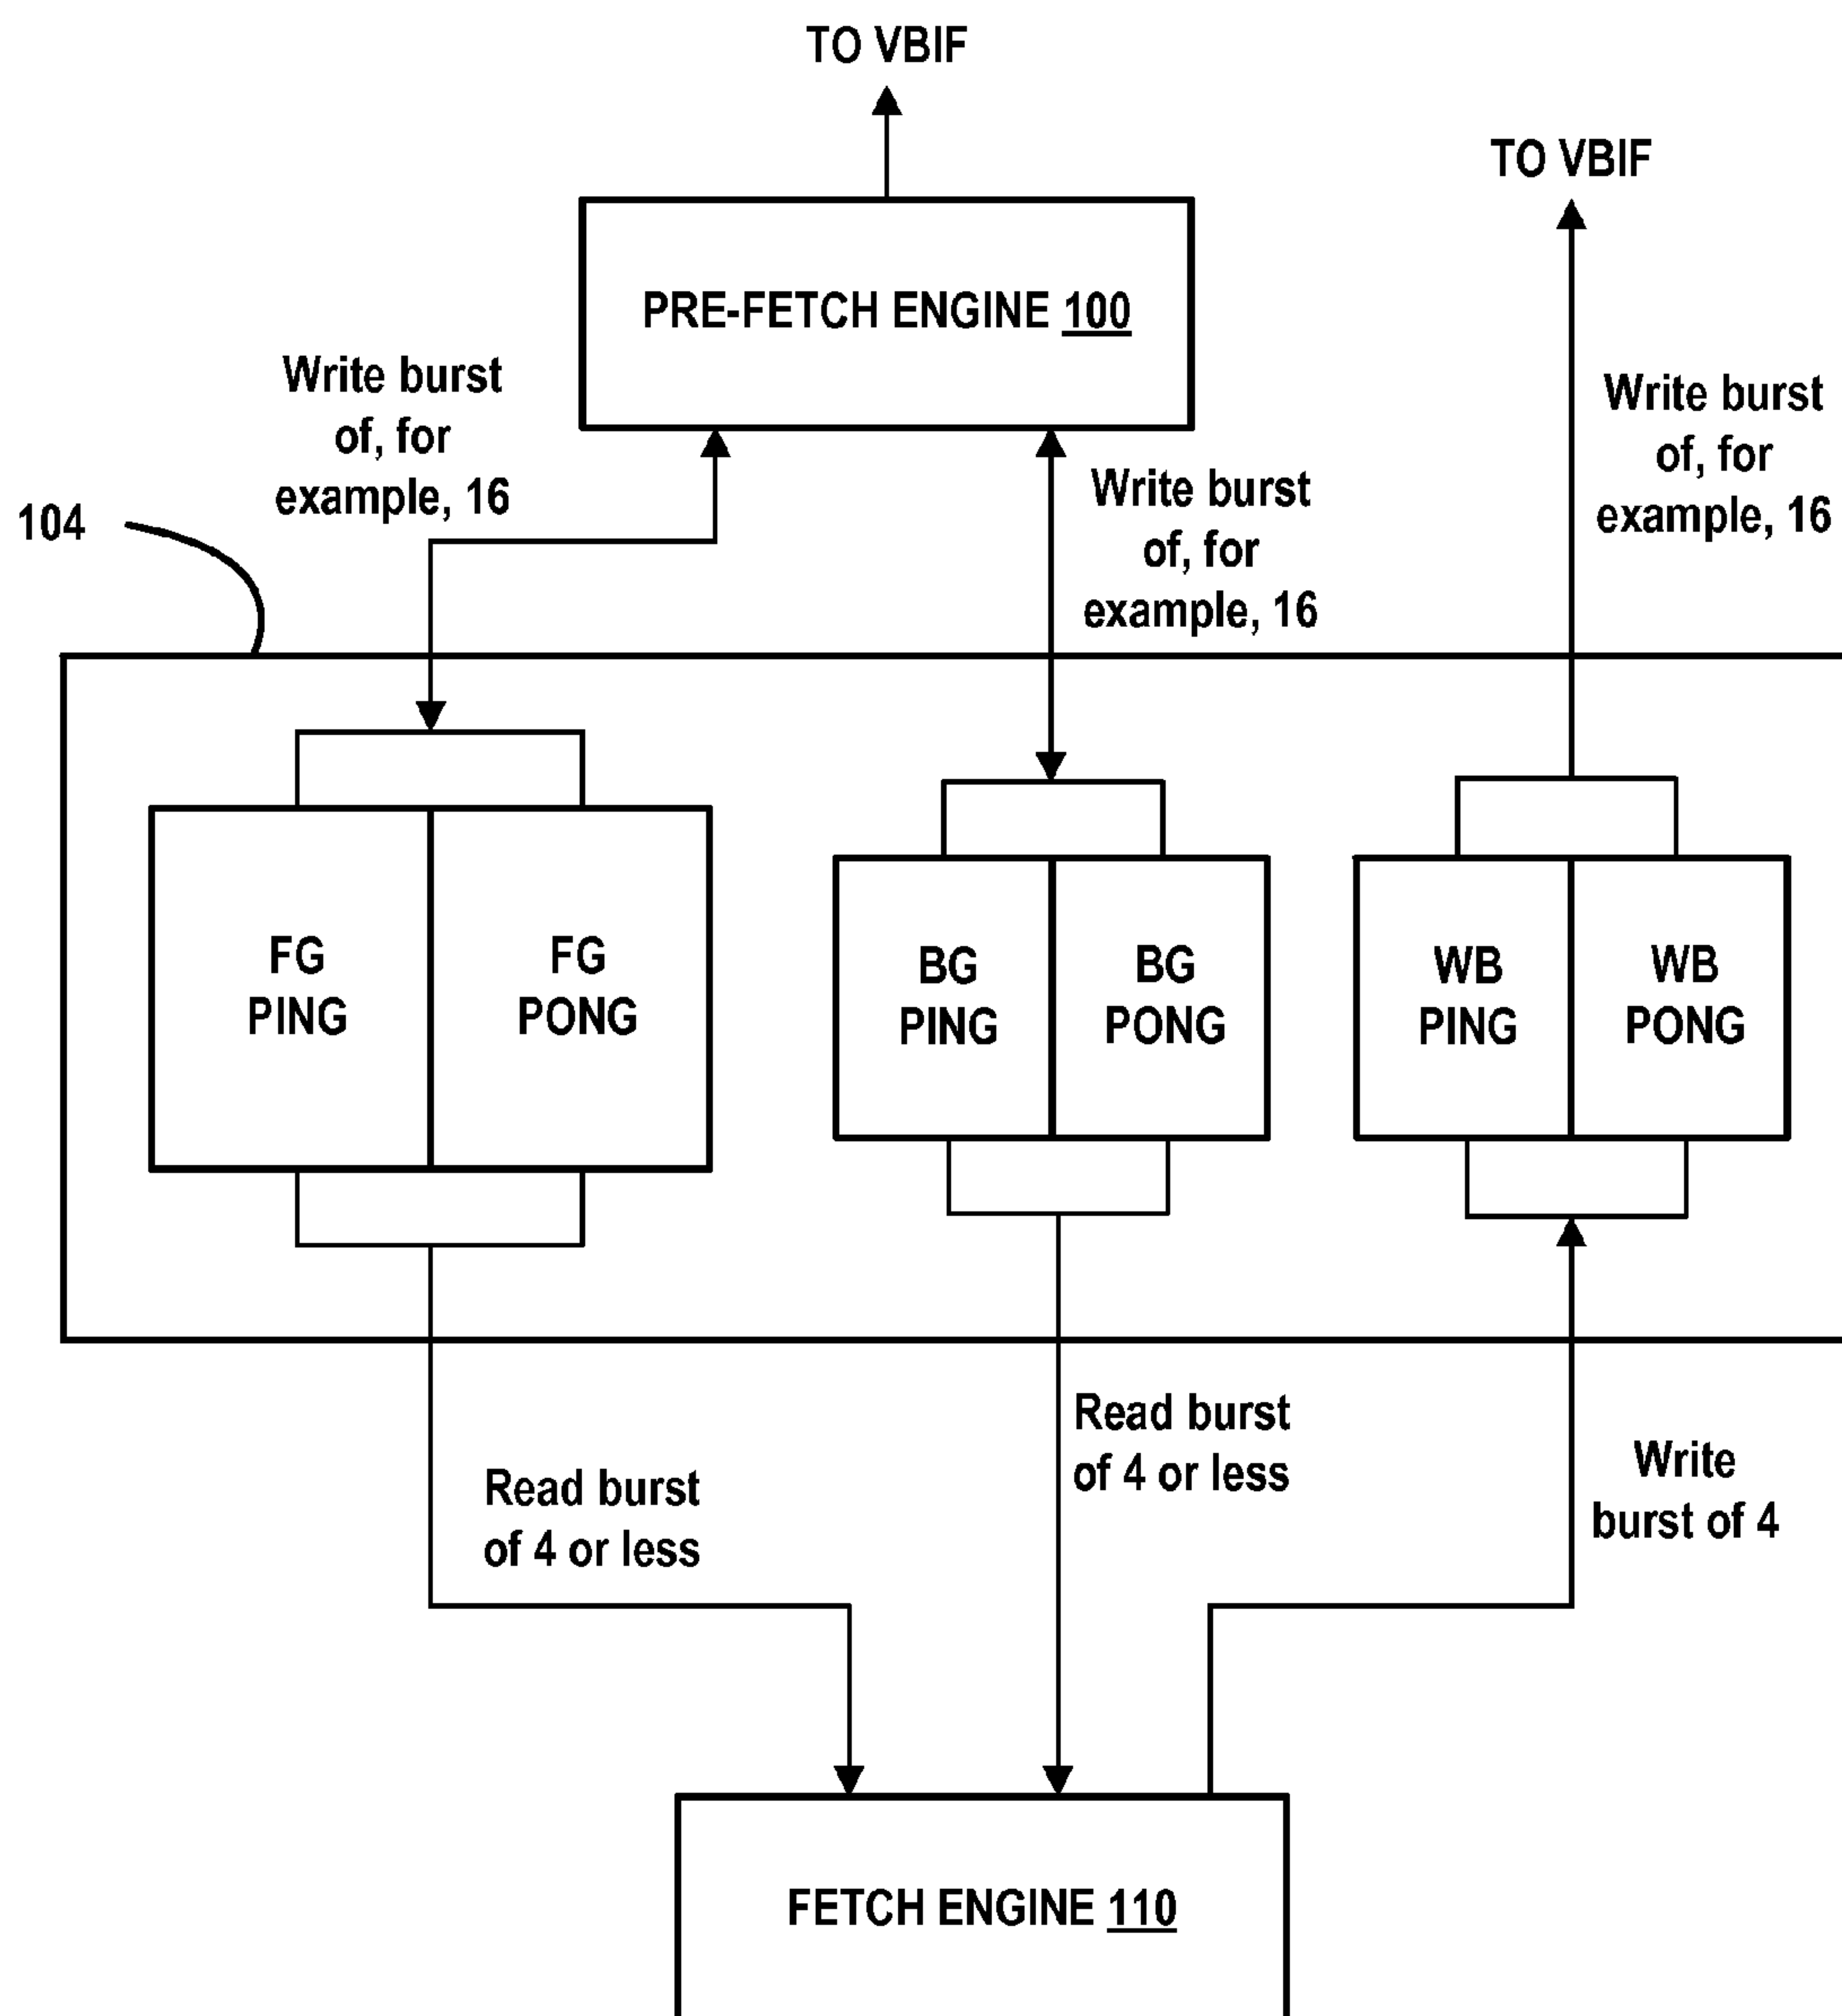 TO VBIF
TO VBIF
PRE-FETCH ENGINE 100
Write burst
of, for
example, 16
Write burst
of, for
example, 16
Write burst
of, for
example, 16
104
FG
PING
FG
PONG
BG
PING
BG
PONG
WB
PING
WB
PONG
Read burst
of 4 or less
Read burst
of 4 or less
Write
burst of 4
FETCH ENGINE 110